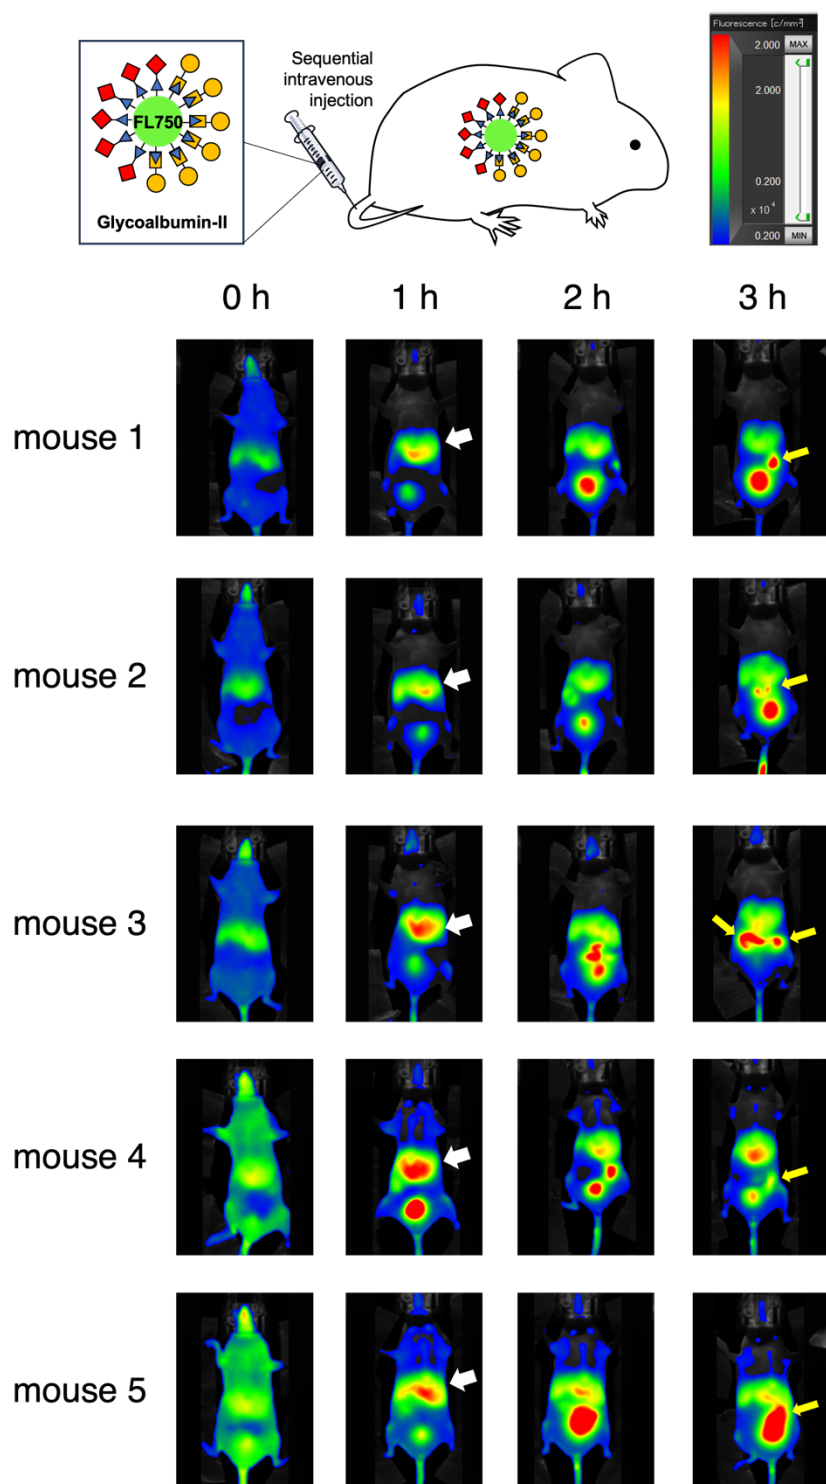 FL750
Glycoalbumin-II
Sequential
intravenous
injection
Fluorescence [c/mm²]
2.000 MAX
2.000
0.200
x 10 4
0.200 MIN
0 h 1 h 2 h 3 h
mouse 1
mouse 2
mouse 3
mouse 4
mouse 5